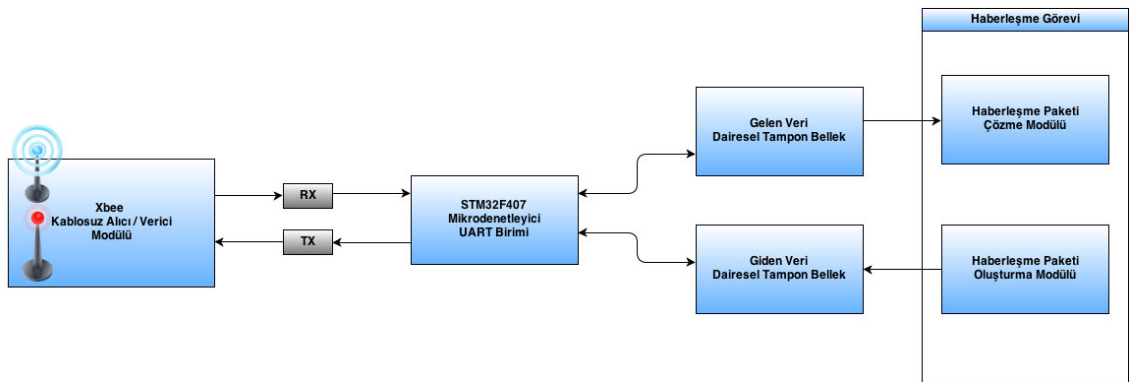 Haberleşme Görevi
Xbee
Kablosuz Alıcı / Verici
Modülü
RX
TX
STM32F407
Mikrodenetleyici
UART Birimi
Gelen Veri
Dairesel Tampon Bellek
Giden Veri
Dairesel Tampon Bellek
Haberleşme Paketi
Çözme Modülü
Haberleşme Paketi
Oluşturma Modülü